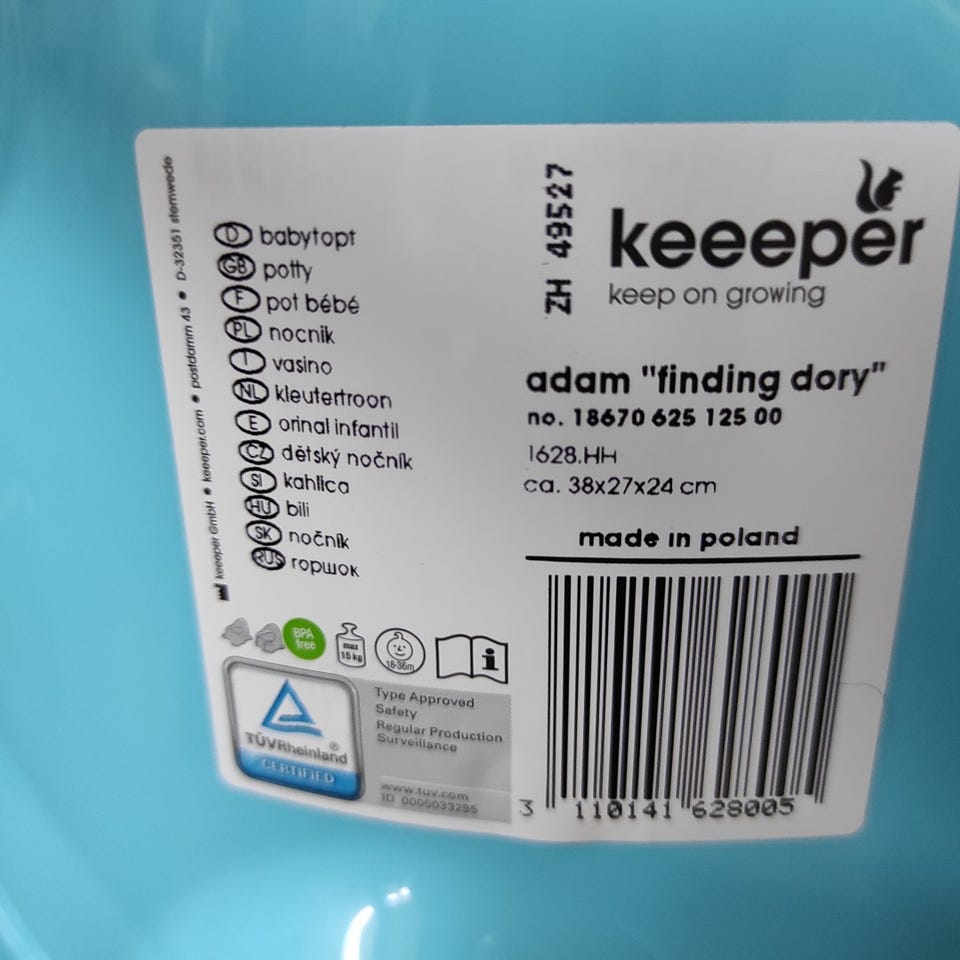 keeeper GmbH • keeeper.com • postdamm 43 • D-32351 stemwede
D babytopf
GB potty
F pot bébé
PL nocnik
I vasino
NL kleutertroon
E orinal infantil
CZ dětský nočník
SI kahlica
HU bili
SK nočník
RUS горшок
BPA free
max 15 kg
18-36m
i
TÜVRheinland®
CERTIFIED
Type Approved
Safety
Regular Production
Surveillance
www.tuv.com
ID 0000033295
ZH 49527
keeeper
keep on growing
adam "finding dory"
no. 18670 625 125 00
1628.HH
ca. 38x27x24 cm
made in poland
3 110141 628005